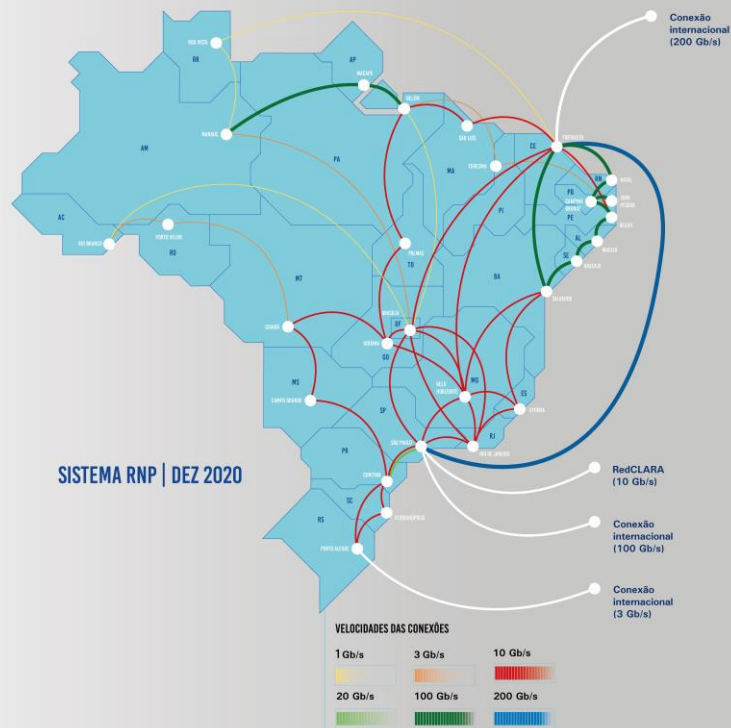 Conexão
internacional
(200 Gb/s)
BOA VISTA
RR
AP
MACAPÁ
BELÉM
MANAUS
SÃO LUÍS
FORTALEZA
AM
PA
MA
CE
TERESINA
RN
NATAL
PB
CAMPINA
GRANDE
JOÃO
PESSOA
PE
RECIFE
PI
AC
AL
MACEIÓ
PORTO VELHO
SE
ARACAJU
RIO BRANCO
RO
PALMAS
TO
BA
MT
SALVADOR
BRASÍLIA
CUIABÁ
DF
GOIÂNIA
GO
MS
BELO
HORIZONTE
MG
ES
CAMPO GRANDE
VITÓRIA
SP
RJ
SÃO PAULO
RIO DE JANEIRO
PR
SISTEMA RNP | DEZ 2020
CURITIBA
RedCLARA
(10 Gb/s)
SC
FLORIANÓPOLIS
RS
Conexão
internacional
(100 Gb/s)
PORTO ALEGRE
Conexão
internacional
(3 Gb/s)
VELOCIDADES DAS CONEXÕES
1 Gb/s
3 Gb/s
10 Gb/s
20 Gb/s
100 Gb/s
200 Gb/s